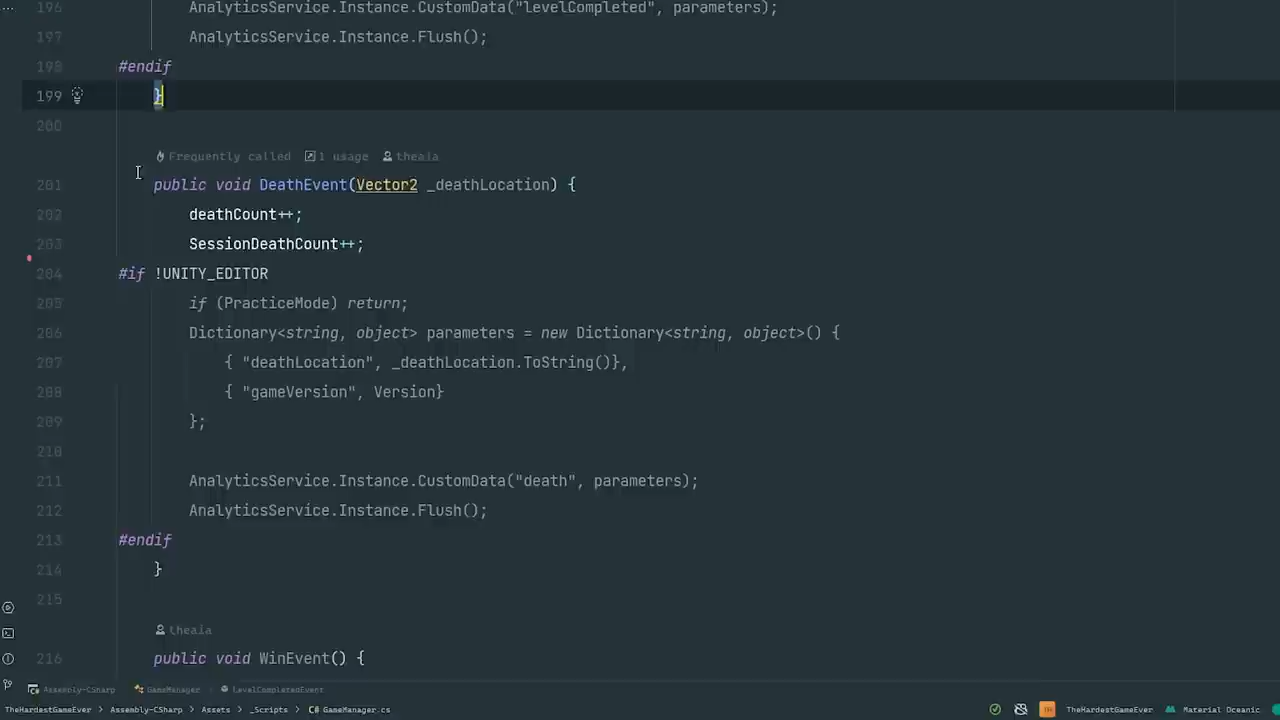 196 AnalyticsService.Instance.CustomData("levelCompleted", parameters);
197 AnalyticsService.Instance.Flush();
198 #endif
199 }
200
Frequently called 1 usage theaia
201 public void DeathEvent(Vector2 _deathLocation) {
202 deathCount++;
203 SessionDeathCount++;
204 #if !UNITY_EDITOR
205 if (PracticeMode) return;
206 Dictionary<string, object> parameters = new Dictionary<string, object>() {
207 { "deathLocation", _deathLocation.ToString()},
208 { "gameVersion", Version}
209 };
210
211 AnalyticsService.Instance.CustomData("death", parameters);
212 AnalyticsService.Instance.Flush();
213 #endif
214 }
215
theaia
216 public void WinEvent() {
Assembly-CSharp GameManager LevelCompletedEvent
TheHardestGameEver > Assembly-CSharp > Assets > _Scripts > C# GameManager.cs TheHardestGameEver Material Oceanic